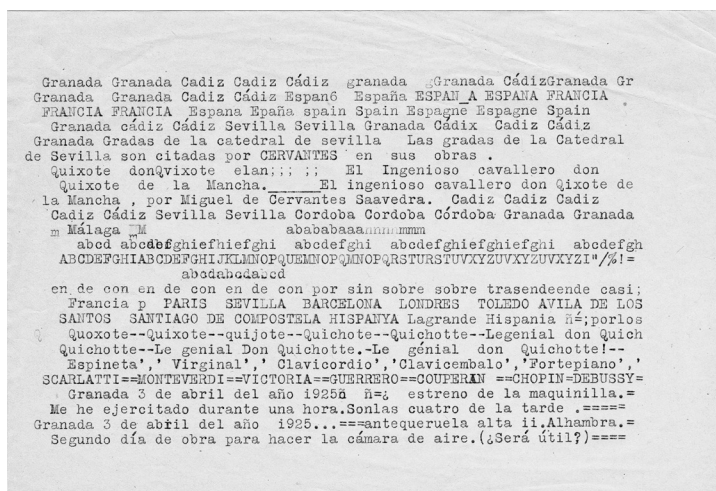 Granada Granada Cadiz Cadiz Cádiz granada gGranada CádizGranada Gr
Granada Granada Cadiz Cádiz Espan6 España ESPAN_A ESPANA FRANCIA
FRANCIA FRANCIA Espana Epaña spain Spain Espagne Espagne Spain
Granada cádiz Cádiz Sevilla Sevilla Granada Cádix Cadiz Cádiz
Granada Gradas de la catedral de sevilla Las gradas de la Catedral
de Sevilla son citadas por CERVANTES en sus obras .
Quixote donQvixote elan;;; ;; El Ingenioso cavallero don
Quixote de la Mancha.______El ingenioso cavallero don Qixote de
la Mancha , por Miguel de Cervantes Saavedra. Cadiz Cadiz Cadiz
Cadiz Cádiz Sevilla Sevilla Cordoba Cordoba Córdoba Granada Granada
m Málaga _M abababaaannnnnmmm
abcd abcdefghiefhiefghi abcdefghi abcdefghiefghiefghi abcdefgh
ABCDEFGHIABCDEFGHIJKLMNOPQUEMNOPQMNOPQRSTURSTUVXYZUVXYZUVXYZI"/%!=
abcdabcdabcd
en de con en de con en de con por sin sobre sobre trasendeende casi;
Francia p PARIS SEVILLA BARCELONA LONDRES TOLEDO AVILA DE LOS
SANTOS SANTIAGO DE COMPOSTELA HISPANYA Lagrande Hispania ñ=;porlos
Q Quoxote--Quixote--quijote--Quichote--Quichotte--Legenial don Quich
Quichotte--Le genial Don Quichotte.-Le génial don Quichotte!--
Espineta',' Virginal',' Clavicordio','Clavicembalo','Fortepiano','
SCARLATTI==MONTEVERDI==VICTORIA==GUERRERO==COUPERAN ==CHOPIN=DEBUSSY=
Granada 3 de abril del año i925ñ ñ=¿ estreno de la maquinilla.=
Me he ejercitado durante una hora.Sonlas cuatro de la tarde .=====
Granada 3 de abril del año i925...===antequeruela alta ii.Alhambra.=
Segundo día de obra para hacer la cámara de aire.(¿Será útil?)====